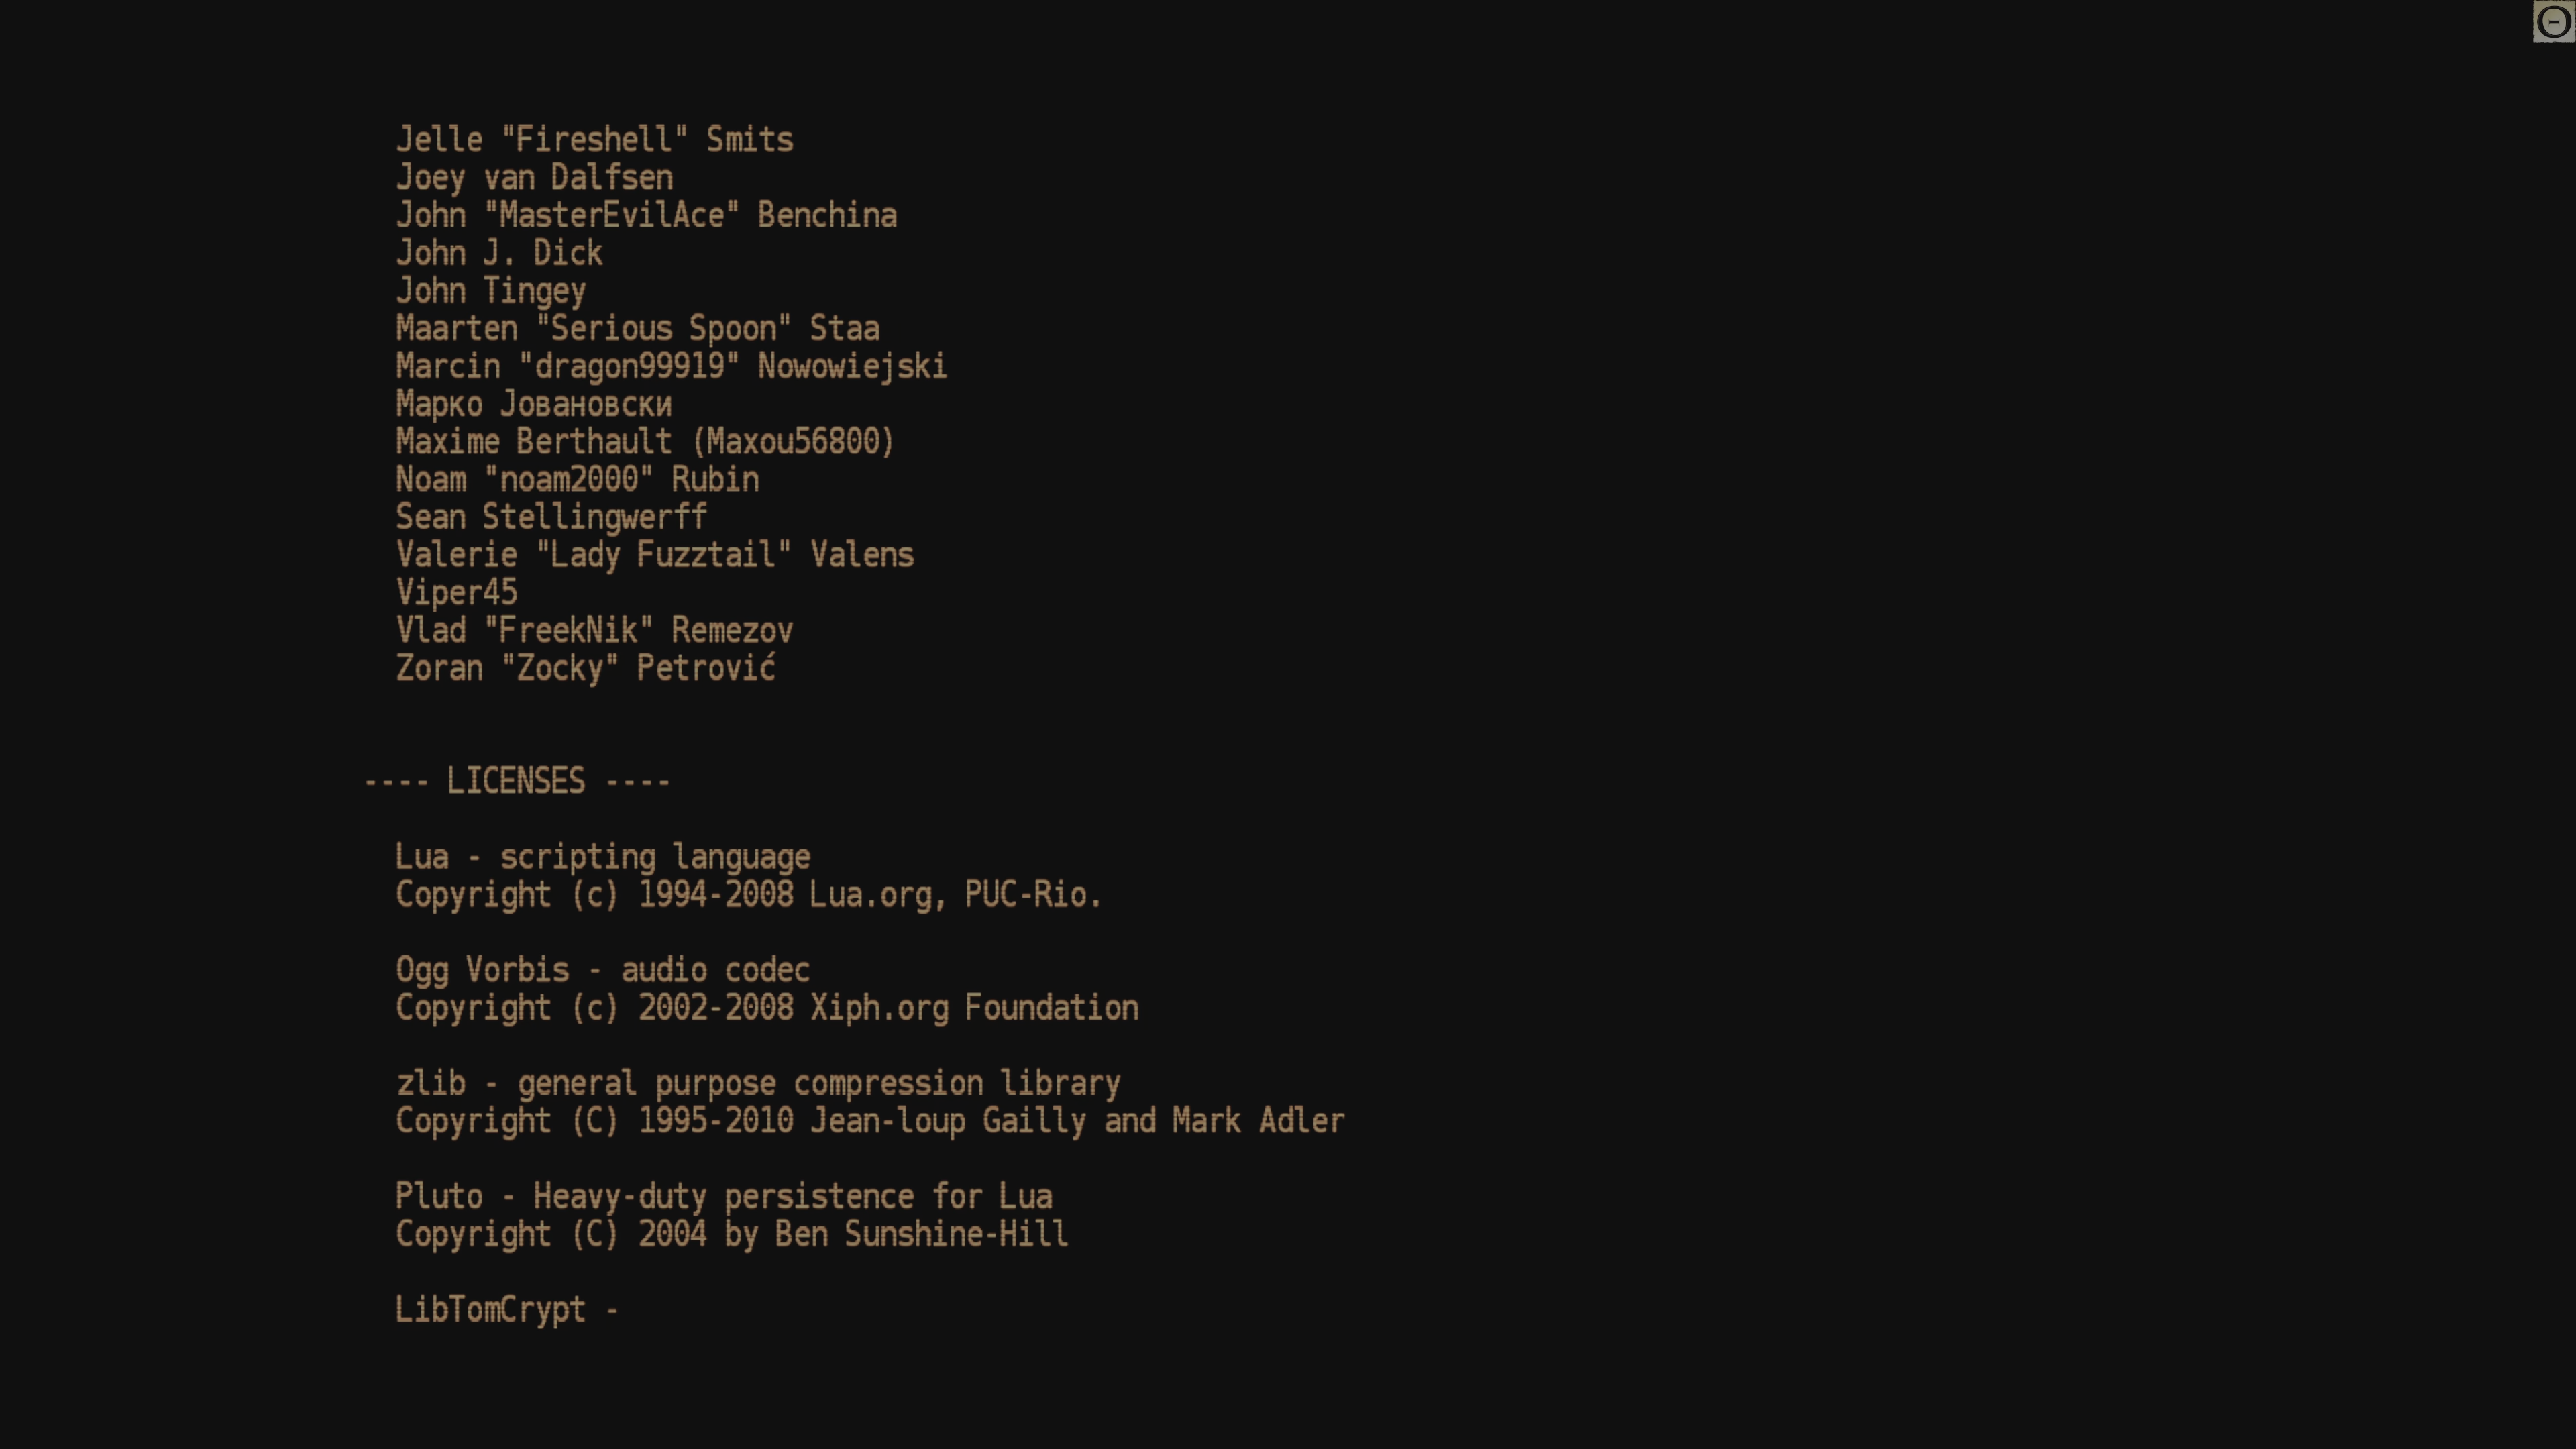 Jelle "Fireshell" Smits
Joey van Dalfsen
John "MasterEvilAce" Benchina
John J. Dick
John Tingey
Maarten "Serious Spoon" Staa
Marcin "dragon99919" Nowowiejski
Марко Јовановски
Maxime Berthault (Maxou56800)
Noam "noam2000" Rubin
Sean Stellingwerff
Valerie "Lady Fuzztail" Valens
Viper45
Vlad "FreekNik" Remezov
Zoran "Zocky" Petrović
---- LICENSES ----
Lua - scripting language
Copyright (c) 1994-2008 Lua.org, PUC-Rio.
Ogg Vorbis - audio codec
Copyright (c) 2002-2008 Xiph.org Foundation
zlib - general purpose compression library
Copyright (C) 1995-2010 Jean-loup Gailly and Mark Adler
Pluto - Heavy-duty persistence for Lua
Copyright (C) 2004 by Ben Sunshine-Hill
LibTomCrypt -